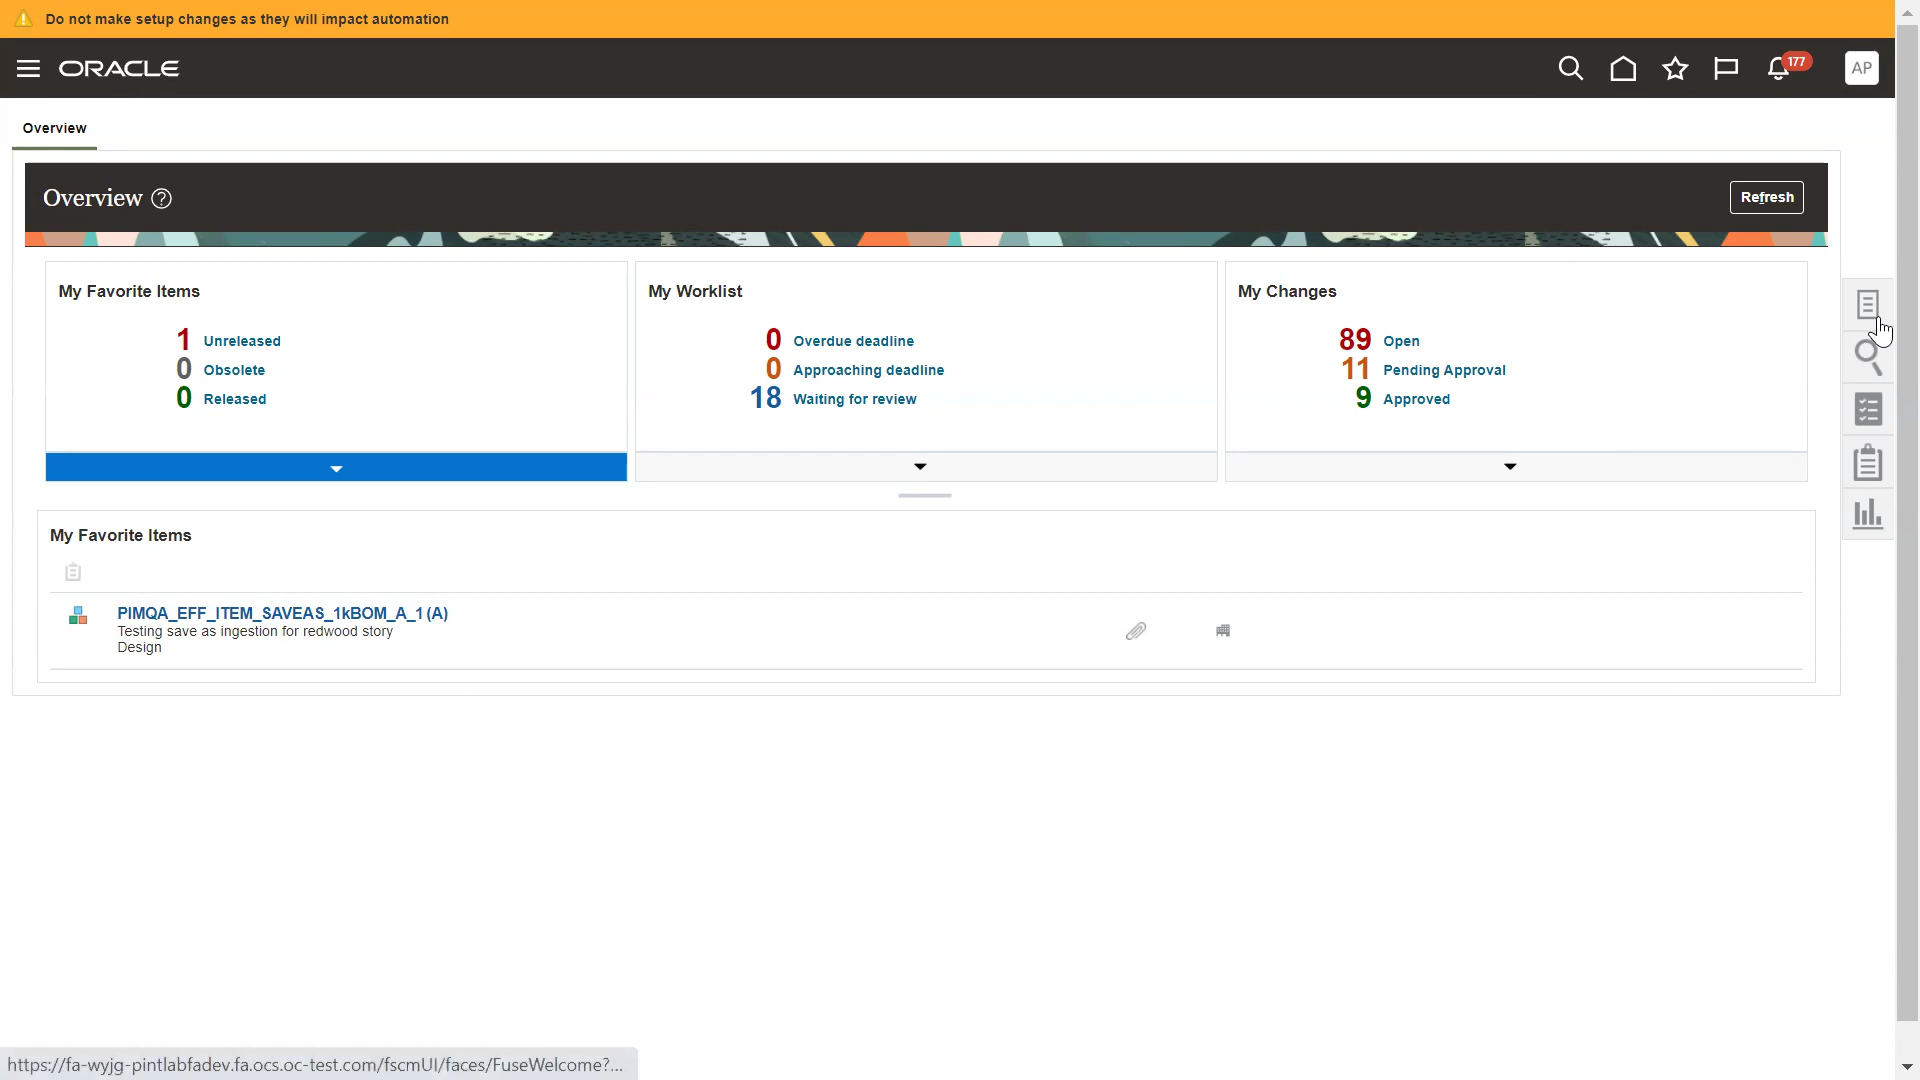 Do not make setup changes as they will impact automation
ORACLE
177
AP
Overview
Overview ?
Refresh
My Favorite Items
1 Unreleased
0 Obsolete
0 Released
My Worklist
0 Overdue deadline
0 Approaching deadline
18 Waiting for review
My Changes
89 Open
11 Pending Approval
9 Approved
My Favorite Items
PIMQA_EFF_ITEM_SAVEAS_1kBOM_A_1 (A)
Testing save as ingestion for redwood story
Design
https://fa-wyjg-pintlabfadev.fa.ocs.oc-test.com/fscmUI/faces/FuseWelcome?...